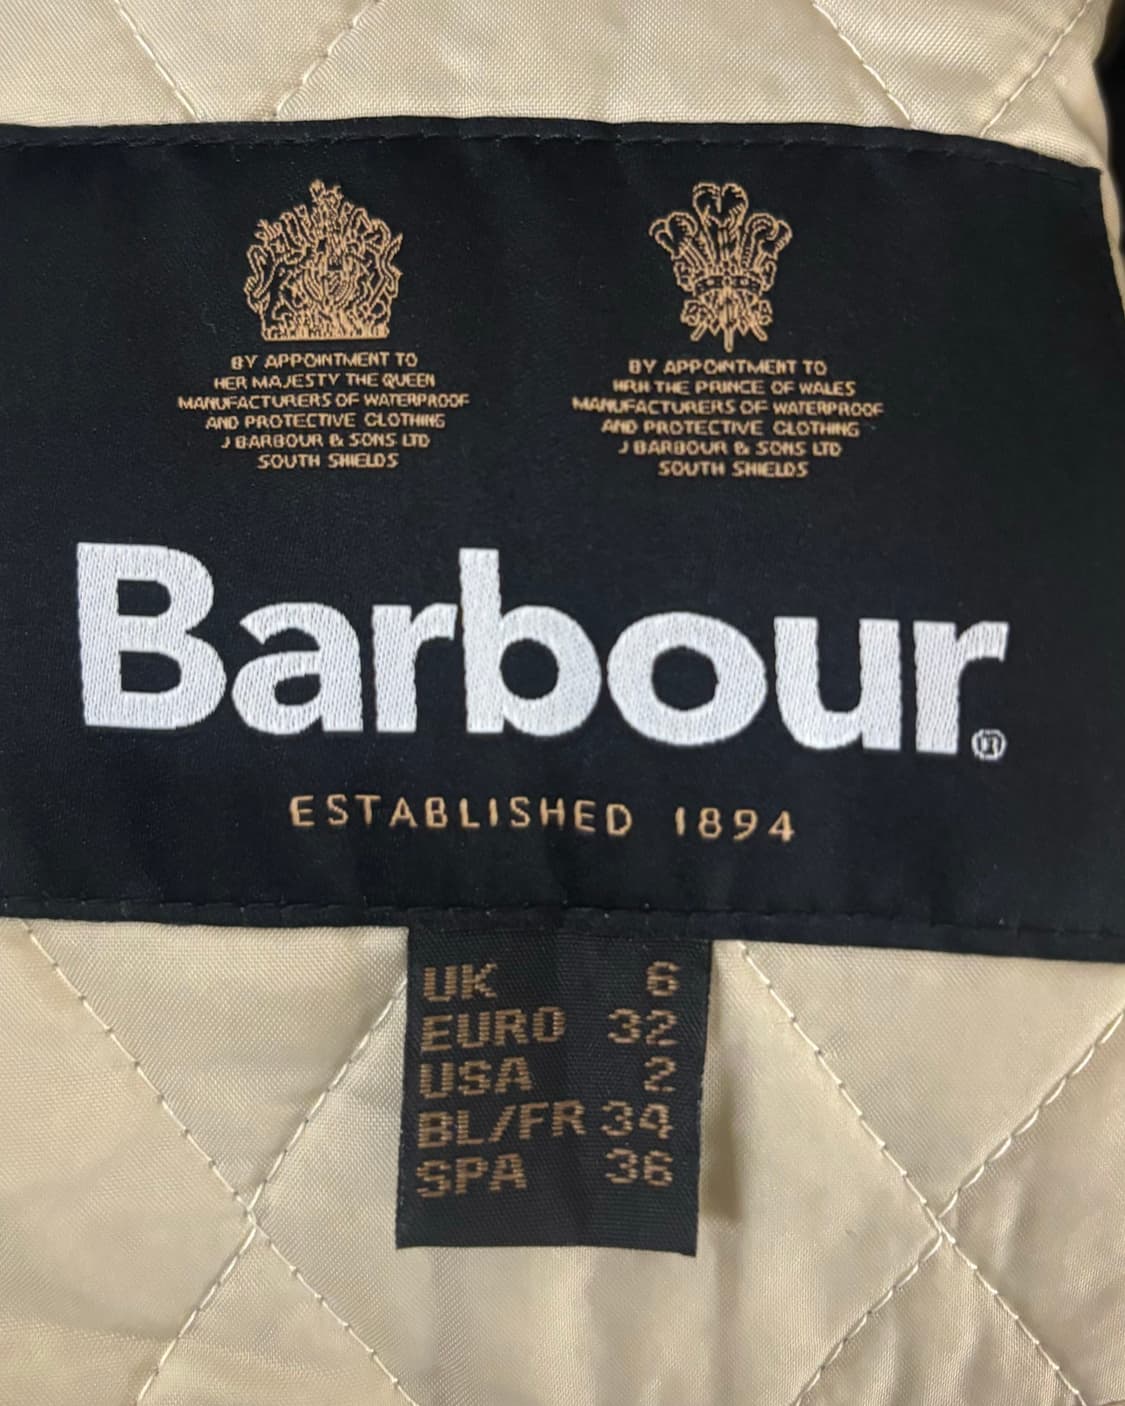 BY APPOINTMENT TO
HER MAJESTY THE QUEEN
MANUFACTURERS OF WATERPROOF
AND PROTECTIVE CLOTHING
J BARBOUR & SONS LTD
SOUTH SHIELDS
BY APPOINTMENT TO
HRH THE PRINCE OF WALES
MANUFACTURERS OF WATERPROOF
AND PROTECTIVE CLOTHING
J BARBOUR & SONS LTD
SOUTH SHIELDS
Barbour®
ESTABLISHED 1894
UK 6
EURO 32
USA 2
BL/FR 34
SPA 36